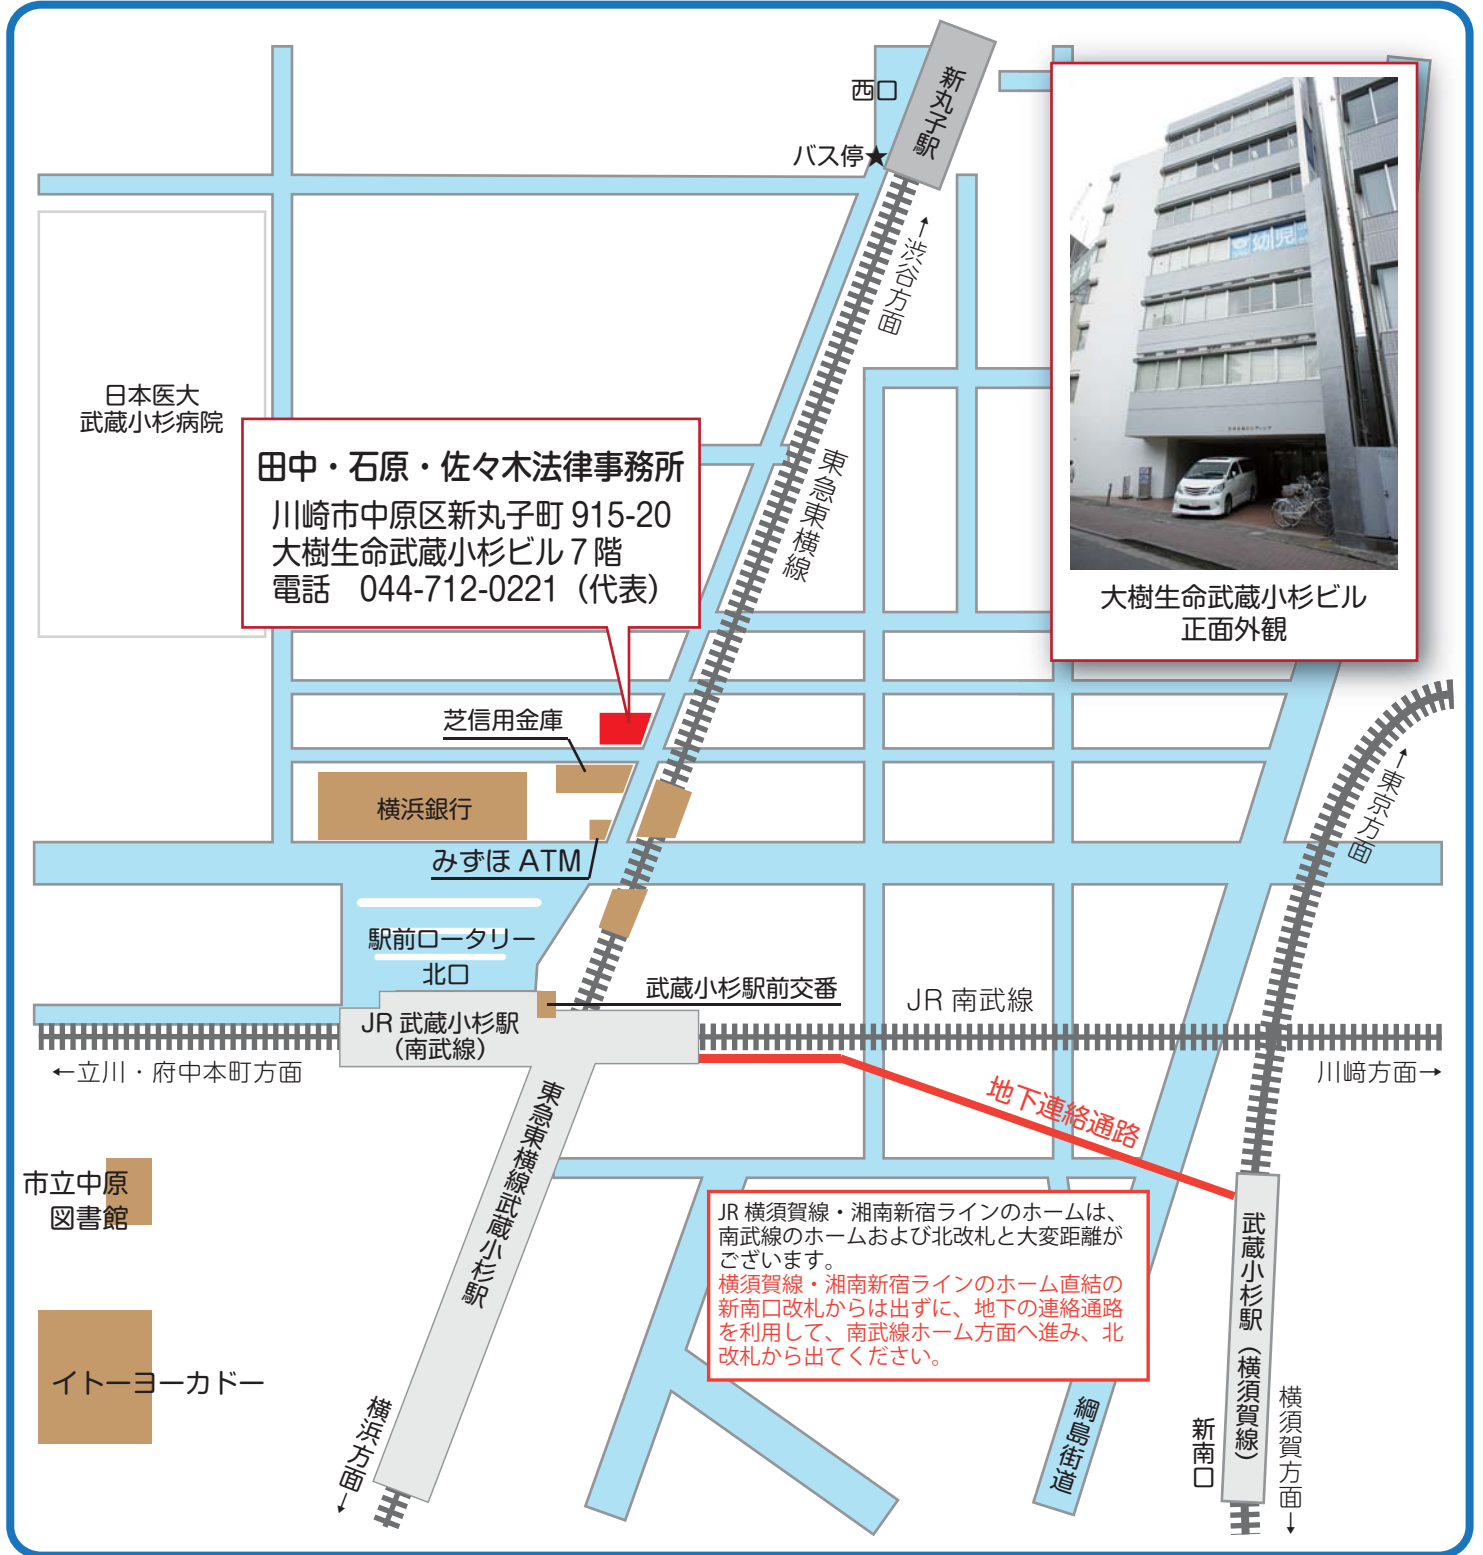 新丸子駅
西口
バス停★
←渋谷方面
日本医大
武蔵小杉病院
田中・石原・佐々木法律事務所
川崎市中原区新丸子町 915-20
大樹生命武蔵小杉ビル 7 階
電話　044-712-0221（代表）
東急東横線
幼児
大樹生命武蔵小杉ビル
正面外観
芝信用金庫
横浜銀行
みずほ ATM
←東京方面
駅前ロータリー
北口
武蔵小杉駅前交番
JR 南武線
JR 武蔵小杉駅
（南武線）
←立川・府中本町方面
川﨑方面→
地下連絡通路
東急東横線武蔵小杉駅
市立中原
図書館
JR 横須賀線・湘南新宿ラインのホームは、
南武線のホームおよび北改札と大変距離が
ございます。
横須賀線・湘南新宿ラインのホーム直結の
新南口改札からは出ずに、地下の連絡通路
を利用して、南武線ホーム方面へ進み、北
改札から出てください。
武蔵小杉駅（横須賀線）
イトーヨーカドー
横浜方面→
綱島街道
新南口
横須賀方面→